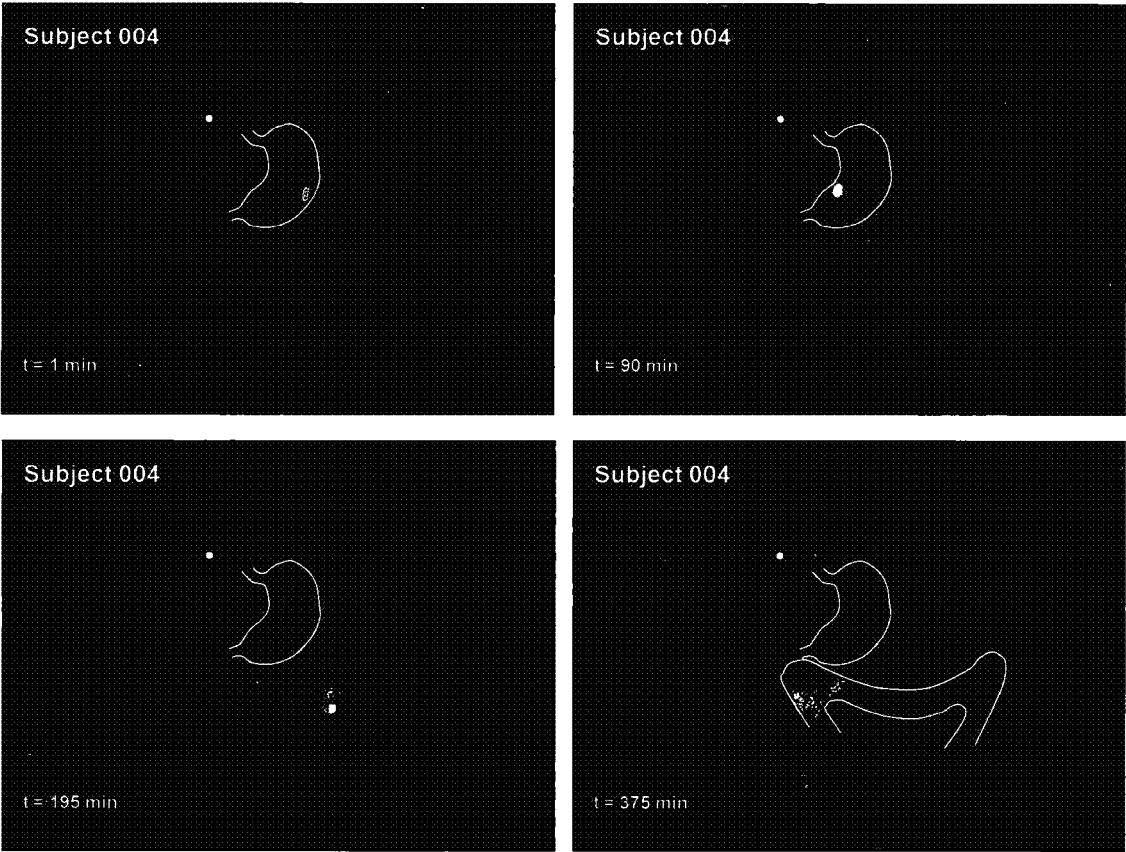 Subject 004
t = 1 min
Subject 004
t = 90 min
Subject 004
t = 195 min
Subject 004
t = 375 min